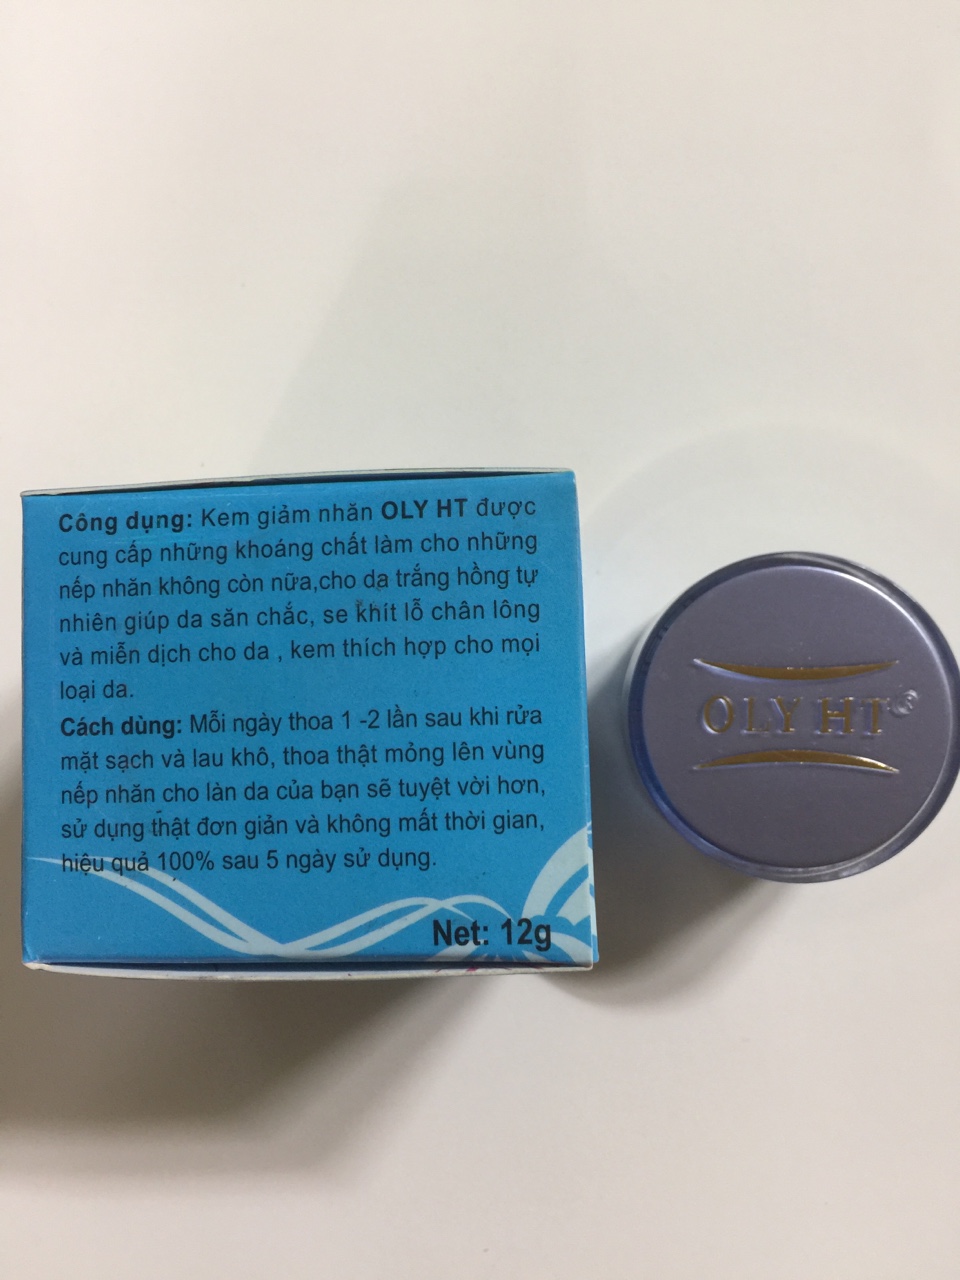 Công dụng: Kem giảm nhăn OLY HT được
cung cấp những khoáng chất làm cho những
nếp nhăn không còn nữa,cho da trắng hồng tự
nhiên giúp da săn chắc, se khít lỗ chân lông
và miễn dịch cho da , kem thích hợp cho mọi
loại da.
Cách dùng: Mỗi ngày thoa 1 -2 lần sau khi rửa
mặt sạch và lau khô, thoa thật mỏng lên vùng
nếp nhăn cho làn da của bạn sẽ tuyệt vời hơn,
sử dụng thật đơn giản và không mất thời gian,
hiệu quả 100% sau 5 ngày sử dụng.
Net: 12g
OLY HT®